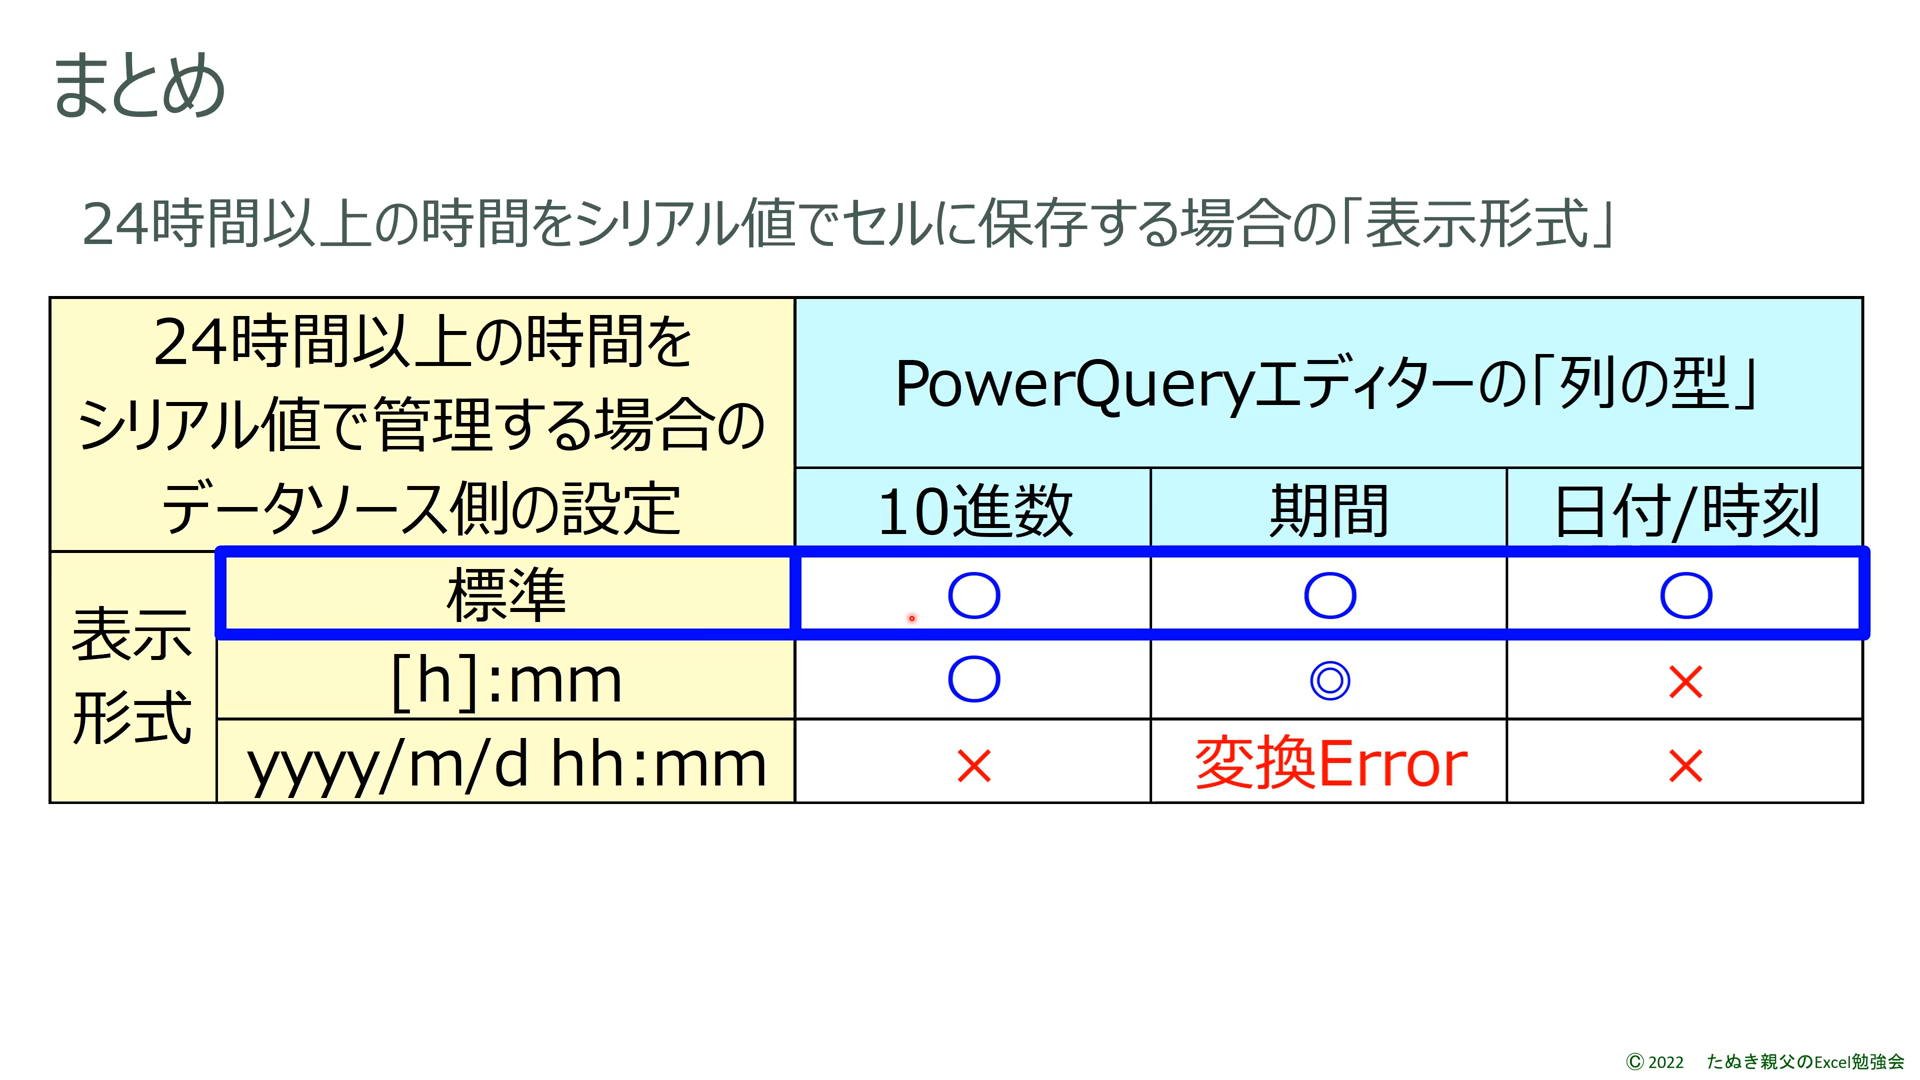 まとめ
24時間以上の時間をシリアル値でセルに保存する場合の「表示形式」
24時間以上の時間を
シリアル値で管理する場合の
データソース側の設定
PowerQueryエディターの「列の型」
10進数 期間 日付/時刻
表示
形式
標準 〇 〇 〇
[h]:mm 〇 ◎ ×
yyyy/m/d hh:mm × 変換Error ×
Ⓒ 2022 たぬき親父のExcel勉強会